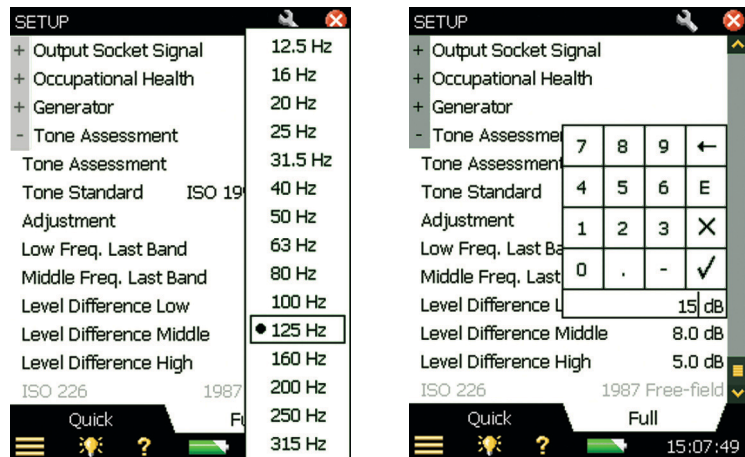 SETUP
+ Output Socket Signal
+ Occupational Health
+ Generator
- Tone Assessment
Tone Assessment
Tone Standard ISO 19
Adjustment
Low Freq. Last Band
Middle Freq. Last Band
Level Difference Low
Level Difference Middle
Level Difference High
ISO 226 1987
Quick
?
12.5 Hz
16 Hz
20 Hz
25 Hz
31.5 Hz
40 Hz
50 Hz
63 Hz
80 Hz
100 Hz
125 Hz
160 Hz
200 Hz
250 Hz
315 Hz
SETUP
+ Output Socket Signal
+ Occupational Health
+ Generator
- Tone Assessme
Tone Assessment
Tone Standard
Adjustment
Low Freq. Last Ba
Middle Freq. Last
Level Difference L
Level Difference Middle 8.0 dB
Level Difference High 5.0 dB
ISO 226 1987 Free-field
7 8 9 ←
4 5 6 E
1 2 3 X
0 . - ✓
15 dB
Quick Full
? 15:07:49